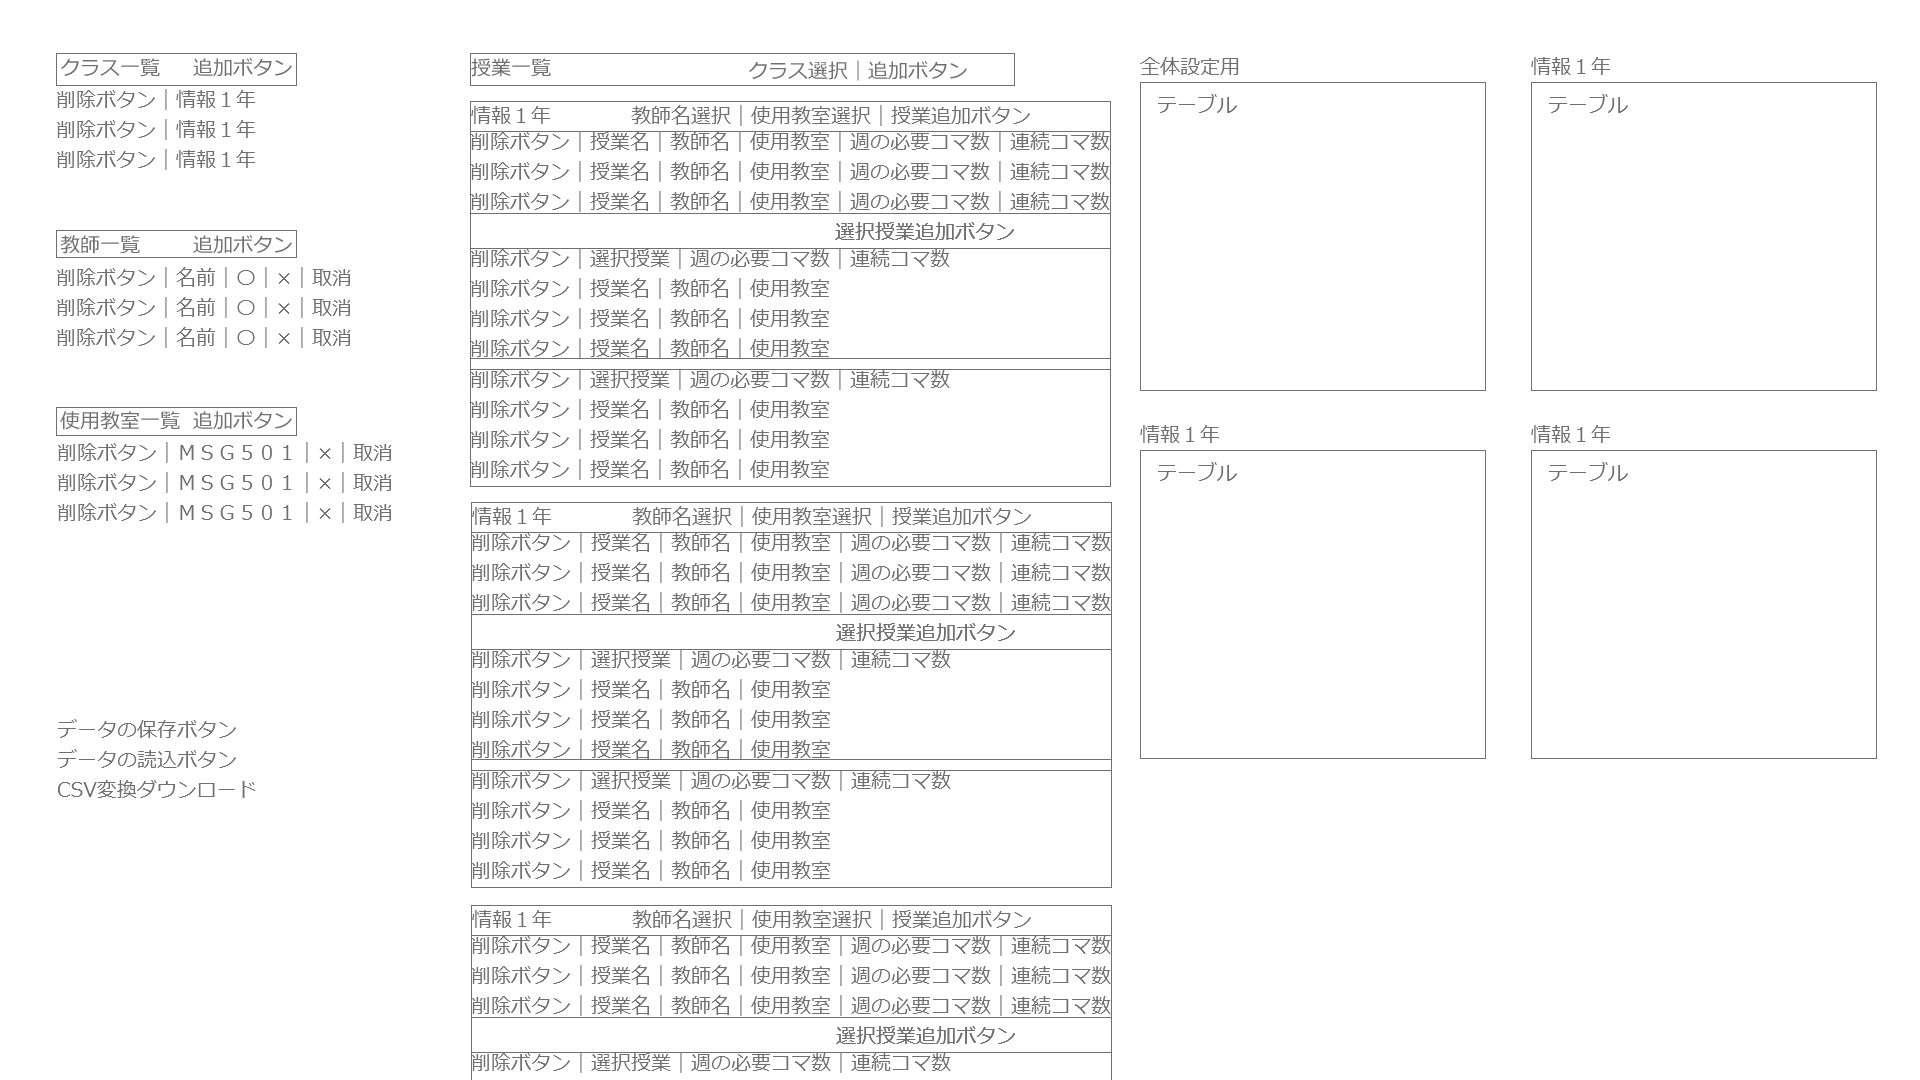 クラス一覧　追加ボタン
削除ボタン｜情報１年
削除ボタン｜情報１年
削除ボタン｜情報１年
教師一覧　追加ボタン
削除ボタン｜名前｜〇｜×｜取消
削除ボタン｜名前｜〇｜×｜取消
削除ボタン｜名前｜〇｜×｜取消
使用教室一覧　追加ボタン
削除ボタン｜ＭＳＧ５０１｜×｜取消
削除ボタン｜ＭＳＧ５０１｜×｜取消
削除ボタン｜ＭＳＧ５０１｜×｜取消
データの保存ボタン
データの読込ボタン
CSV変換ダウンロード
授業一覧　クラス選択｜追加ボタン
情報１年　教師名選択｜使用教室選択｜授業追加ボタン
削除ボタン｜授業名｜教師名｜使用教室｜週の必要コマ数｜連続コマ数
削除ボタン｜授業名｜教師名｜使用教室｜週の必要コマ数｜連続コマ数
削除ボタン｜授業名｜教師名｜使用教室｜週の必要コマ数｜連続コマ数
選択授業追加ボタン
削除ボタン｜選択授業｜週の必要コマ数｜連続コマ数
削除ボタン｜授業名｜教師名｜使用教室
削除ボタン｜授業名｜教師名｜使用教室
削除ボタン｜授業名｜教師名｜使用教室
削除ボタン｜選択授業｜週の必要コマ数｜連続コマ数
削除ボタン｜授業名｜教師名｜使用教室
削除ボタン｜授業名｜教師名｜使用教室
削除ボタン｜授業名｜教師名｜使用教室
情報１年　教師名選択｜使用教室選択｜授業追加ボタン
削除ボタン｜授業名｜教師名｜使用教室｜週の必要コマ数｜連続コマ数
削除ボタン｜授業名｜教師名｜使用教室｜週の必要コマ数｜連続コマ数
削除ボタン｜授業名｜教師名｜使用教室｜週の必要コマ数｜連続コマ数
選択授業追加ボタン
削除ボタン｜選択授業｜週の必要コマ数｜連続コマ数
削除ボタン｜授業名｜教師名｜使用教室
削除ボタン｜授業名｜教師名｜使用教室
削除ボタン｜授業名｜教師名｜使用教室
削除ボタン｜選択授業｜週の必要コマ数｜連続コマ数
削除ボタン｜授業名｜教師名｜使用教室
削除ボタン｜授業名｜教師名｜使用教室
削除ボタン｜授業名｜教師名｜使用教室
情報１年　教師名選択｜使用教室選択｜授業追加ボタン
削除ボタン｜授業名｜教師名｜使用教室｜週の必要コマ数｜連続コマ数
削除ボタン｜授業名｜教師名｜使用教室｜週の必要コマ数｜連続コマ数
削除ボタン｜授業名｜教師名｜使用教室｜週の必要コマ数｜連続コマ数
選択授業追加ボタン
削除ボタン｜選択授業｜週の必要コマ数｜連続コマ数
全体設定用
テーブル
情報１年
テーブル
情報１年
テーブル
情報１年
テーブル